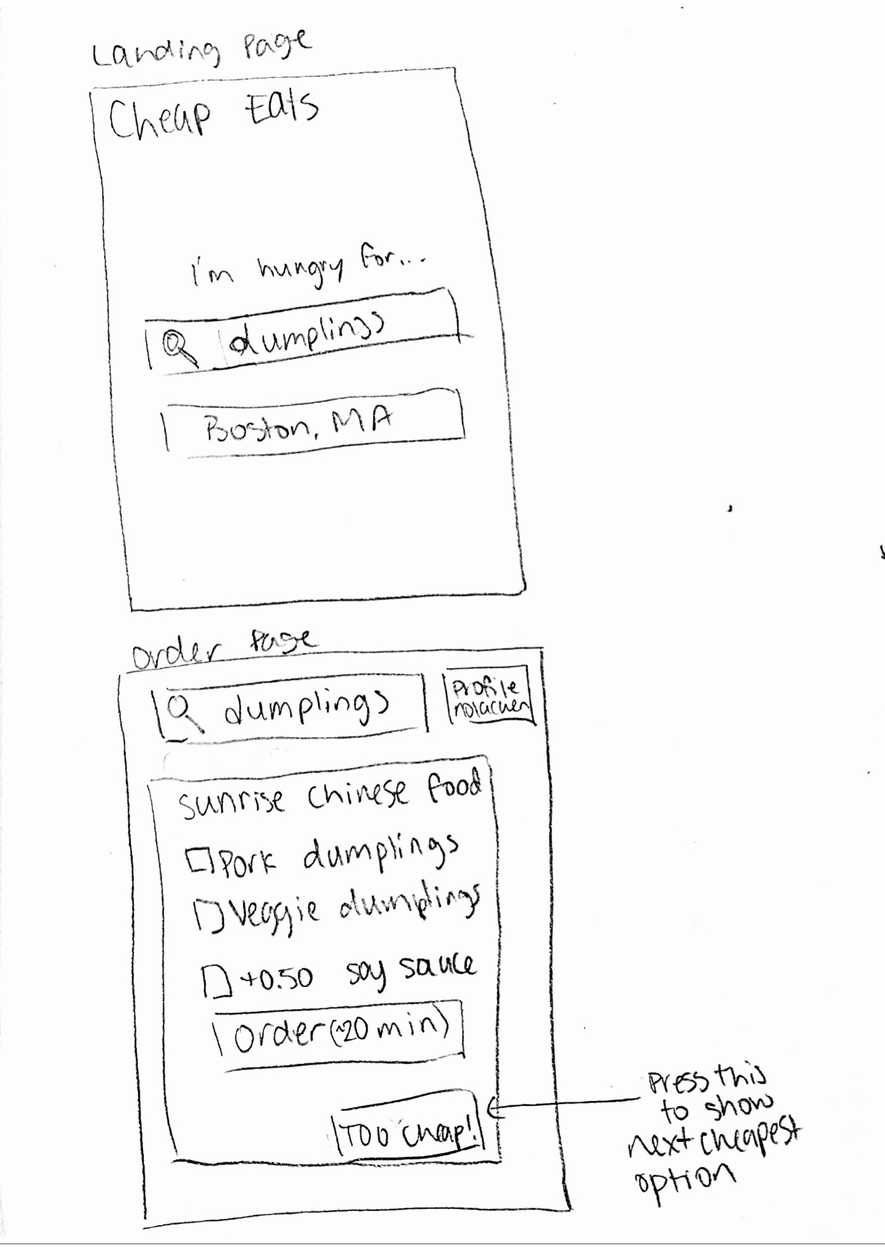 Landing Page
Cheap Eats
I'm hungry for...
dumplings
Boston, MA
Order Page
dumplings
Profile
sunrise chinese food
Pork dumplings
Veggie dumplings
+0.50 soy sauce
Order (~20 min)
Too cheap!
Press this
to show
next cheapest
option